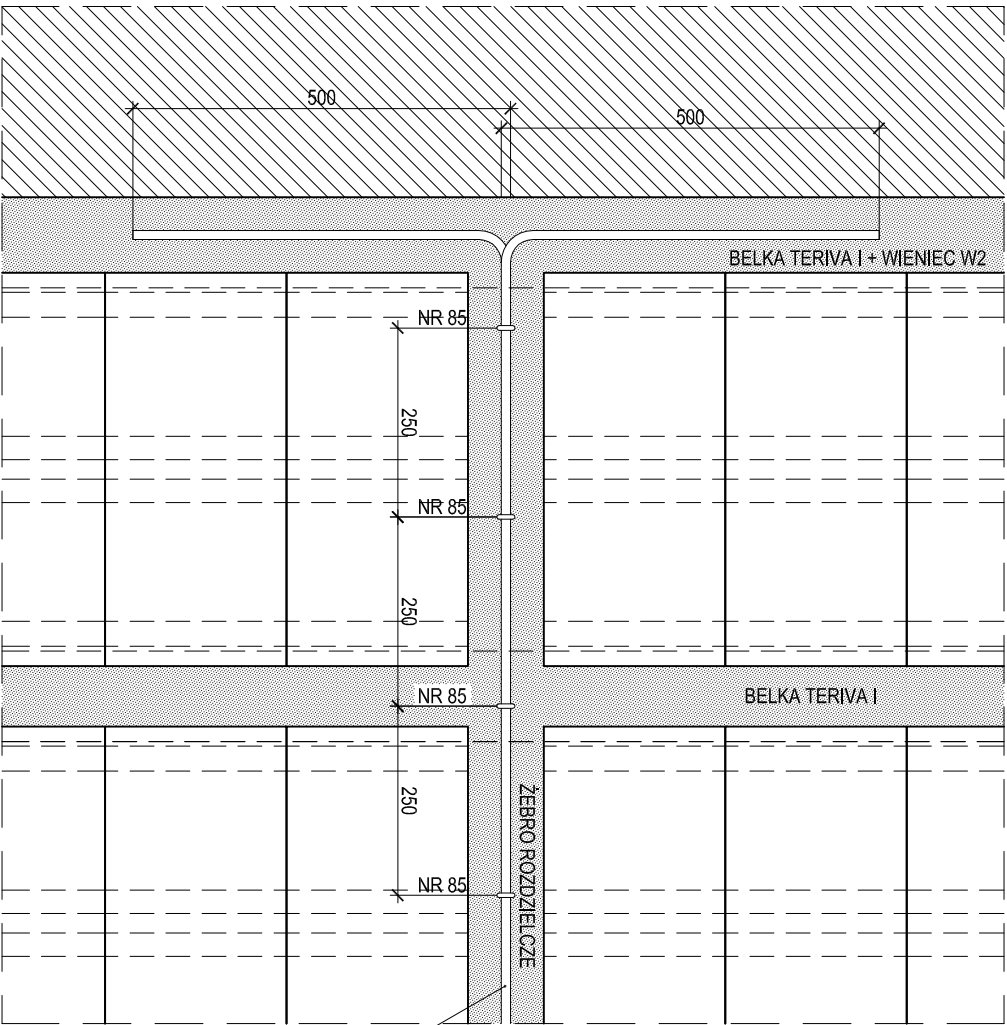 500
500
BELKA TERIVA I + WIENIEC W2
NR 85
250
NR 85
250
NR 85
BELKA TERIVA I
250
ŻEBRO ROZDZIELCZE
NR 85